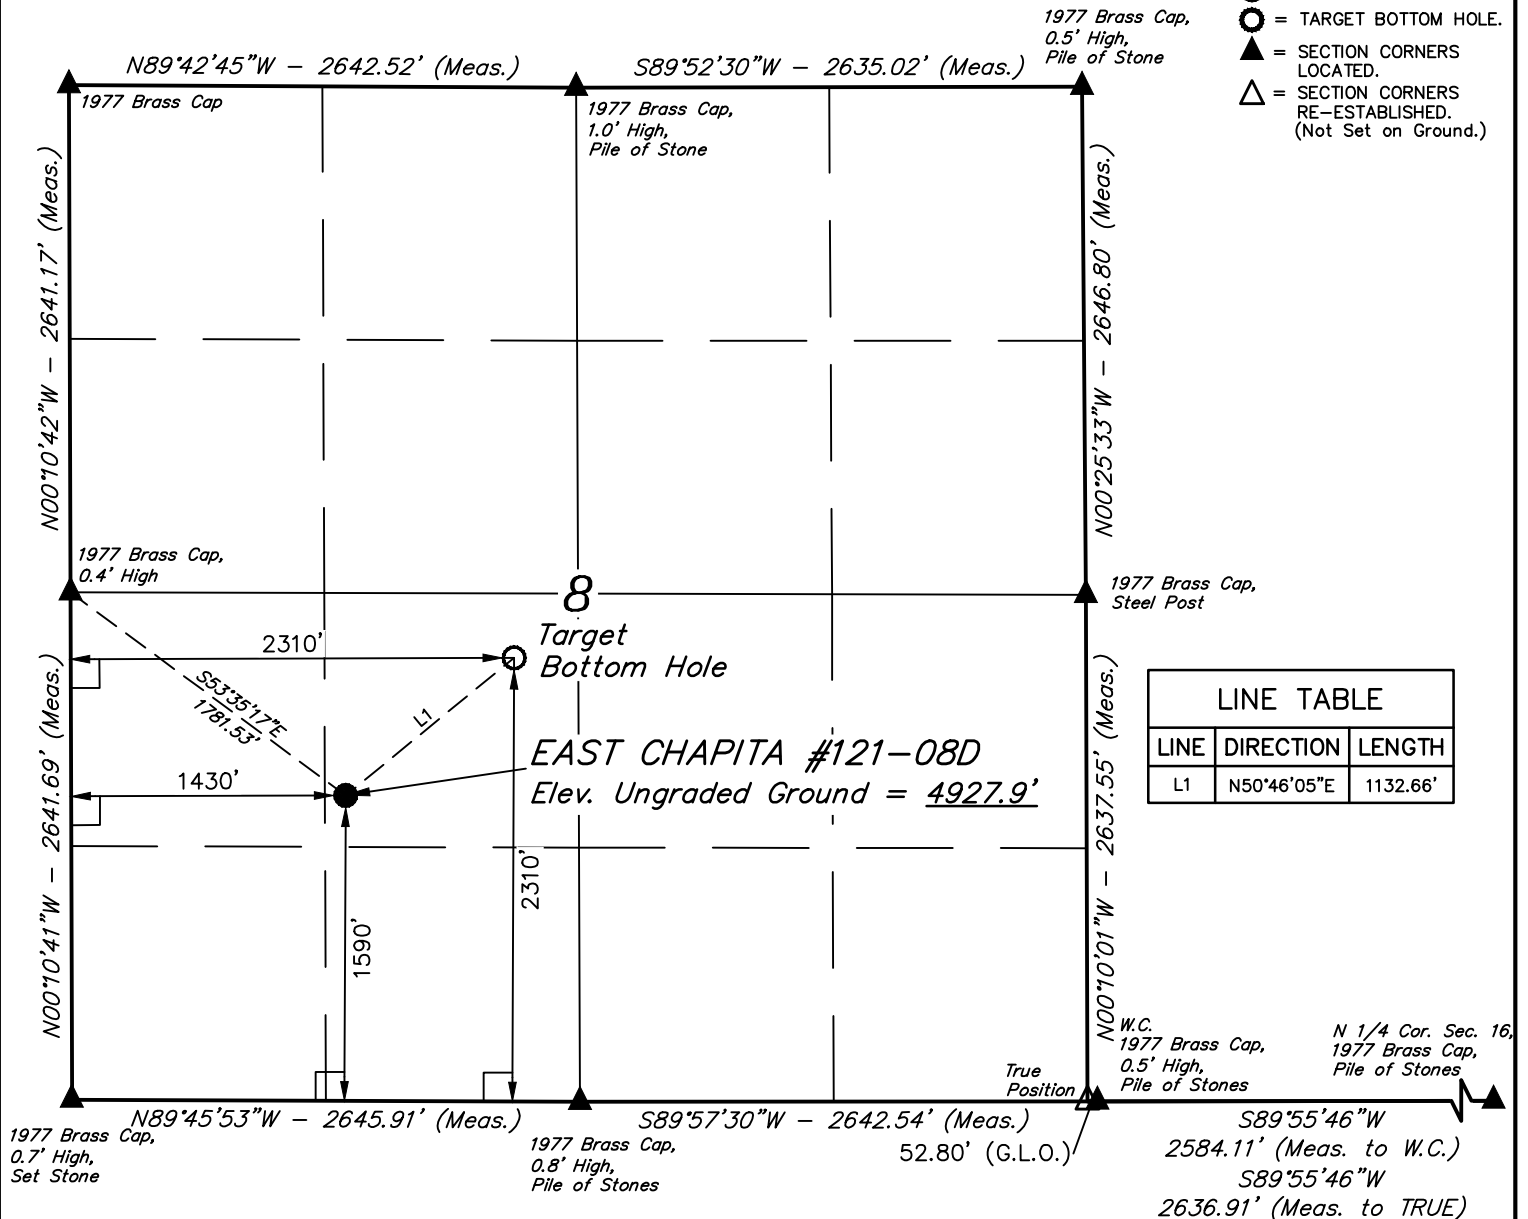 = TARGET BOTTOM HOLE.
= SECTION CORNERS
LOCATED.
= SECTION CORNERS
RE-ESTABLISHED.
(Not Set on Ground.)
1977 Brass Cap,
0.5' High,
Pile of Stone
N89°42'45"W - 2642.52' (Meas.)
S89°52'30"W - 2635.02' (Meas.)
1977 Brass Cap
1977 Brass Cap,
1.0' High,
Pile of Stone
N00°10'42"W - 2641.17' (Meas.)
N00°25'33"W - 2646.80' (Meas.)
1977 Brass Cap,
0.4' High
8
1977 Brass Cap,
Steel Post
Target
Bottom Hole
2310'
S53°35'17"E
1781.53'
L1
1430'
EAST CHAPITA #121-08D
Elev. Ungraded Ground = 4927.9'
2310'
1590'
N00°10'41"W - 2641.69' (Meas.)
N00°10'01"W - 2637.55' (Meas.)
LINE TABLE
LINE DIRECTION LENGTH
L1 N50°46'05"E 1132.66'
W.C.
1977 Brass Cap,
0.5' High,
Pile of Stones
N 1/4 Cor. Sec. 16,
1977 Brass Cap,
Pile of Stones
True
Position
N89°45'53"W - 2645.91' (Meas.)
S89°57'30"W - 2642.54' (Meas.)
52.80' (G.L.O.)
1977 Brass Cap,
0.7' High,
Set Stone
1977 Brass Cap,
0.8' High,
Pile of Stones
S89°55'46"W
2584.11' (Meas. to W.C.)
S89°55'46"W
2636.91' (Meas. to TRUE)